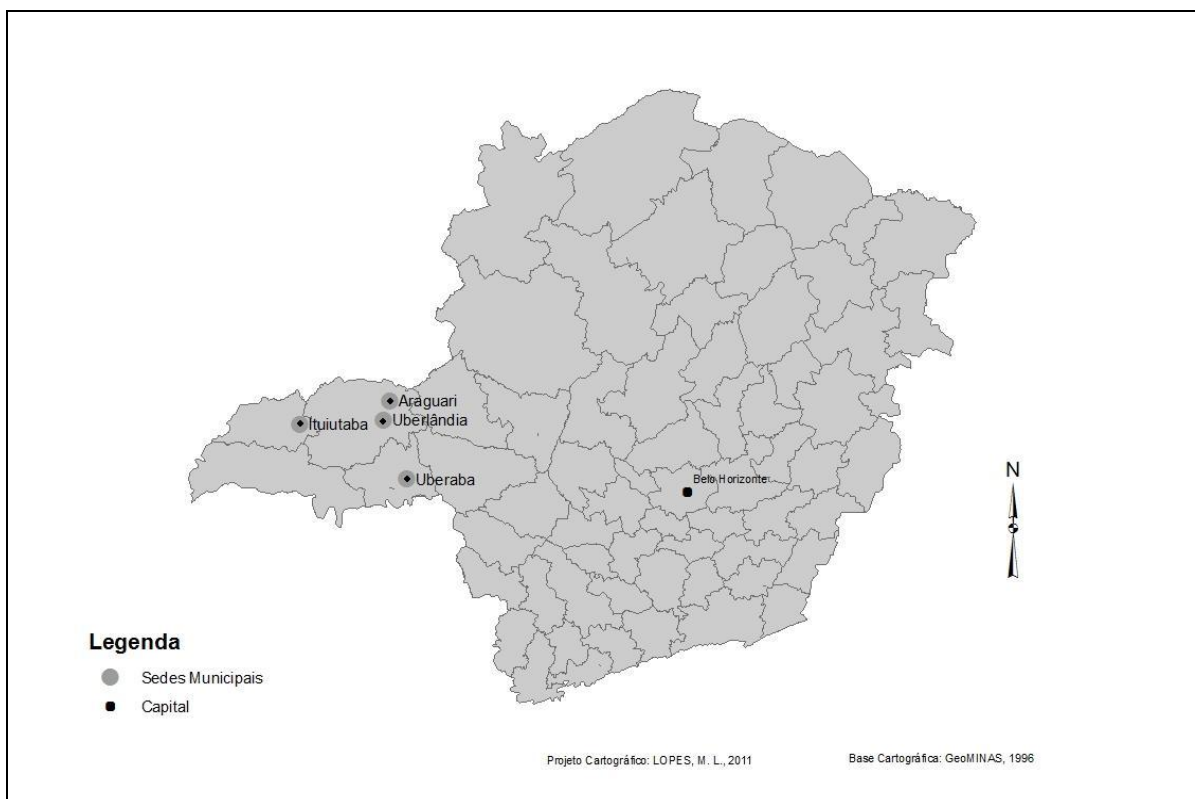 Araguari
Uberlândia
Ituiutaba
Uberaba
Belo Horizonte
N
Legenda
Sedes Municipais
Capital
Projeto Cartográfico: LOPES, M. L., 2011
Base Cartográfica: GeoMINAS, 1996